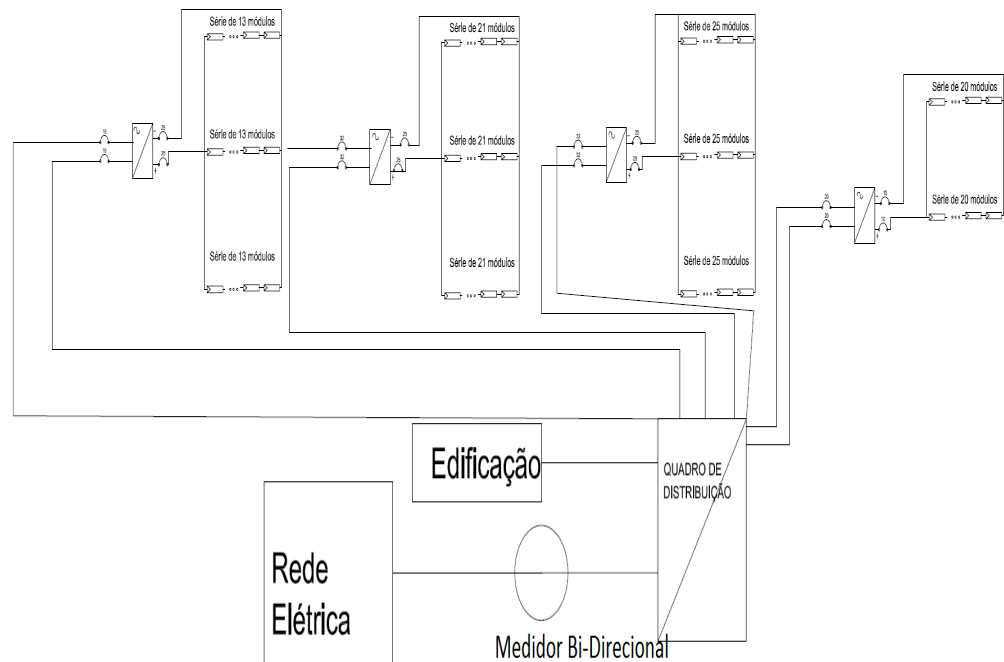 Série de 13 módulos
Série de 21 módulos
Série de 25 módulos
Série de 20 módulos
Série de 13 módulos
Série de 21 módulos
Série de 25 módulos
Série de 20 módulos
Série de 13 módulos
Série de 21 módulos
Série de 25 módulos
Edificação
QUADRO DE
DISTRIBUIÇÃO
Rede
Elétrica
Medidor Bi-Direcional